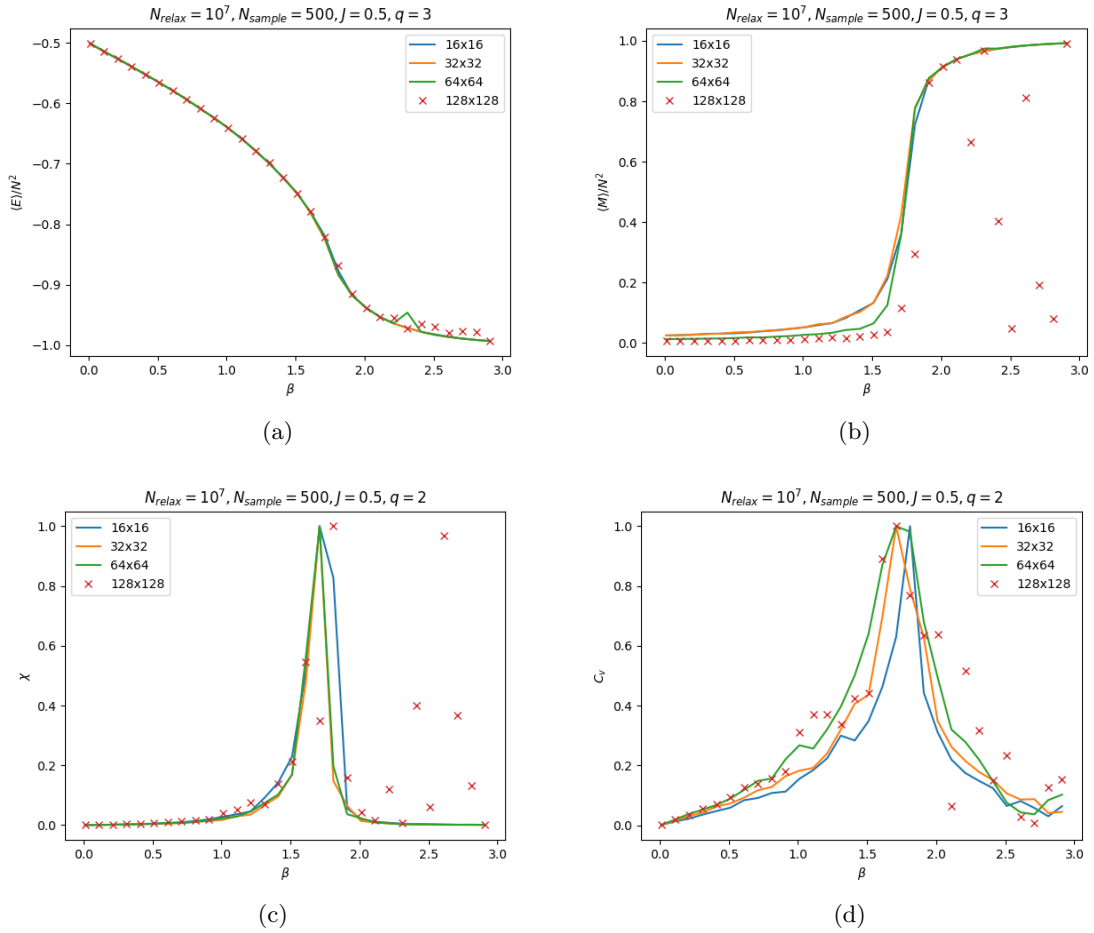 N_relax = 10^7, N_sample = 500, J = 0.5, q = 3
16x16
32x32
64x64
128x128
⟨E⟩/N^2
−0.5
−0.6
−0.7
−0.8
−0.9
−1.0
0.0 0.5 1.0 1.5 2.0 2.5 3.0
β
(a)
N_relax = 10^7, N_sample = 500, J = 0.5, q = 3
16x16
32x32
64x64
128x128
⟨M⟩/N^2
1.0
0.8
0.6
0.4
0.2
0.0
0.0 0.5 1.0 1.5 2.0 2.5 3.0
β
(b)
N_relax = 10^7, N_sample = 500, J = 0.5, q = 2
16x16
32x32
64x64
128x128
χ
1.0
0.8
0.6
0.4
0.2
0.0
0.0 0.5 1.0 1.5 2.0 2.5 3.0
β
(c)
N_relax = 10^7, N_sample = 500, J = 0.5, q = 2
16x16
32x32
64x64
128x128
C_v
1.0
0.8
0.6
0.4
0.2
0.0
0.0 0.5 1.0 1.5 2.0 2.5 3.0
β
(d)